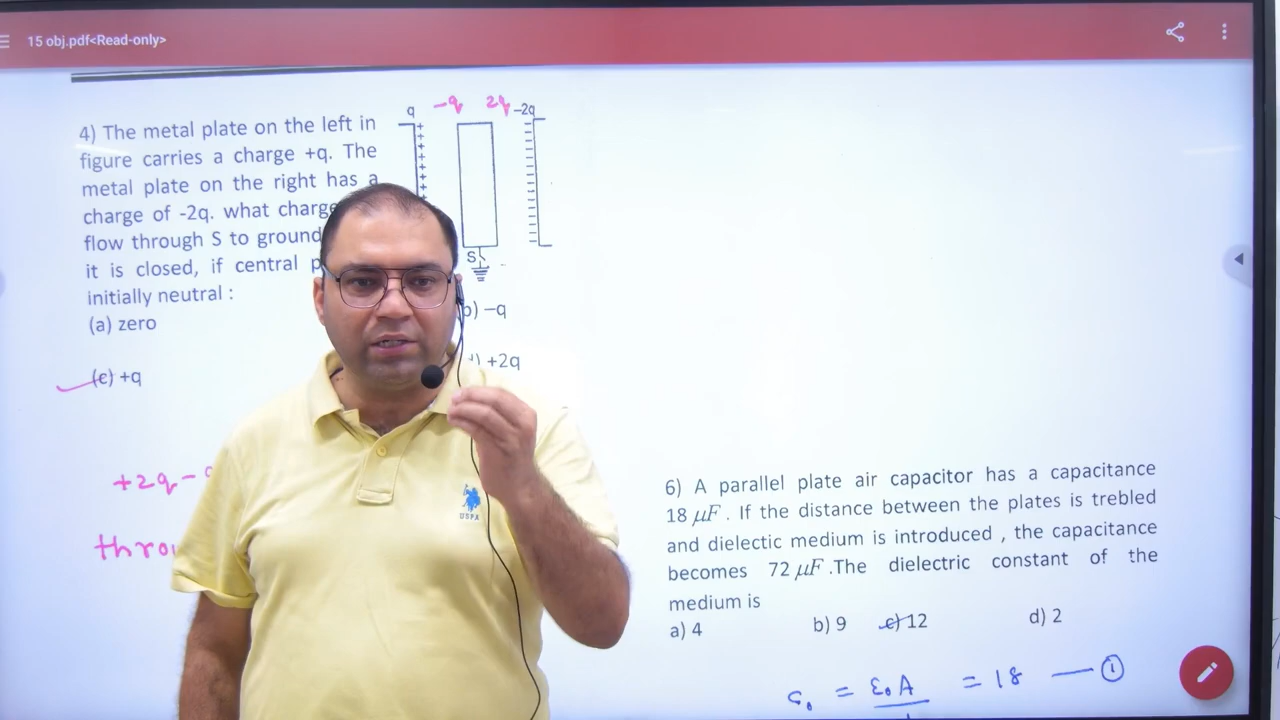 15 obj.pdf<Read-only>
q −q 2q −2q
4) The metal plate on the left in
figure carries a charge +q. The
metal plate on the right has a
charge of -2q. what charge
flow through S to ground
it is closed, if central
initially neutral :
S
(a) zero
b) −q
(c) +q
+2q
+2q −
6) A parallel plate air capacitor has a capacitance
18 μF . If the distance between the plates is trebled
and dielectic medium is introduced , the capacitance
becomes 72 μF .The dielectric constant of the
medium is
a) 4 b) 9 c) 12 d) 2
= ε₀A = 18 — ①
USPA